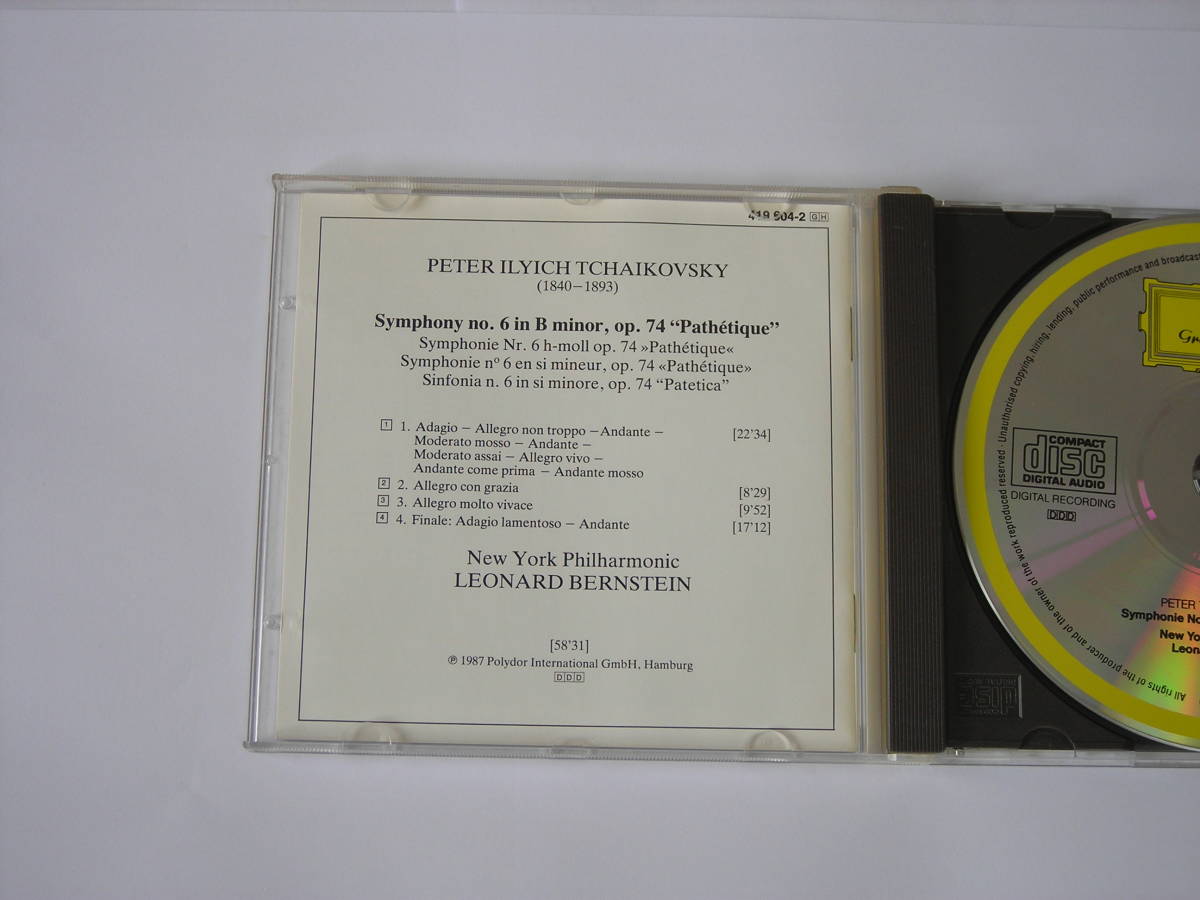 419 604-2 GH
PETER ILYICH TCHAIKOVSKY
(1840–1893)
Symphony no. 6 in B minor, op. 74 “Pathétique”
Symphonie Nr. 6 h-moll op. 74 »Pathétique«
Symphonie nº 6 en si mineur, op. 74 «Pathétique»
Sinfonia n. 6 in si minore, op. 74 “Patetica”
1 1. Adagio – Allegro non troppo –Andante – [22'34]
Moderato mosso – Andante –
Moderato assai – Allegro vivo –
Andante come prima – Andante mosso
2 2. Allegro con grazia [8'29]
3 3. Allegro molto vivace [9'52]
4 4. Finale: Adagio lamentoso – Andante [17'12]
New York Philharmonic
LEONARD BERNSTEIN
[58'31]
℗ 1987 Polydor International GmbH, Hamburg
DDD
All rights of the producer and of the owner of the work reproduced reserved · Unauthorised copying, hiring, lending, public performance and broadcast
COMPACT
disc
DIGITAL AUDIO
DIGITAL RECORDING
DDD
PETER
Symphonie
New
disc